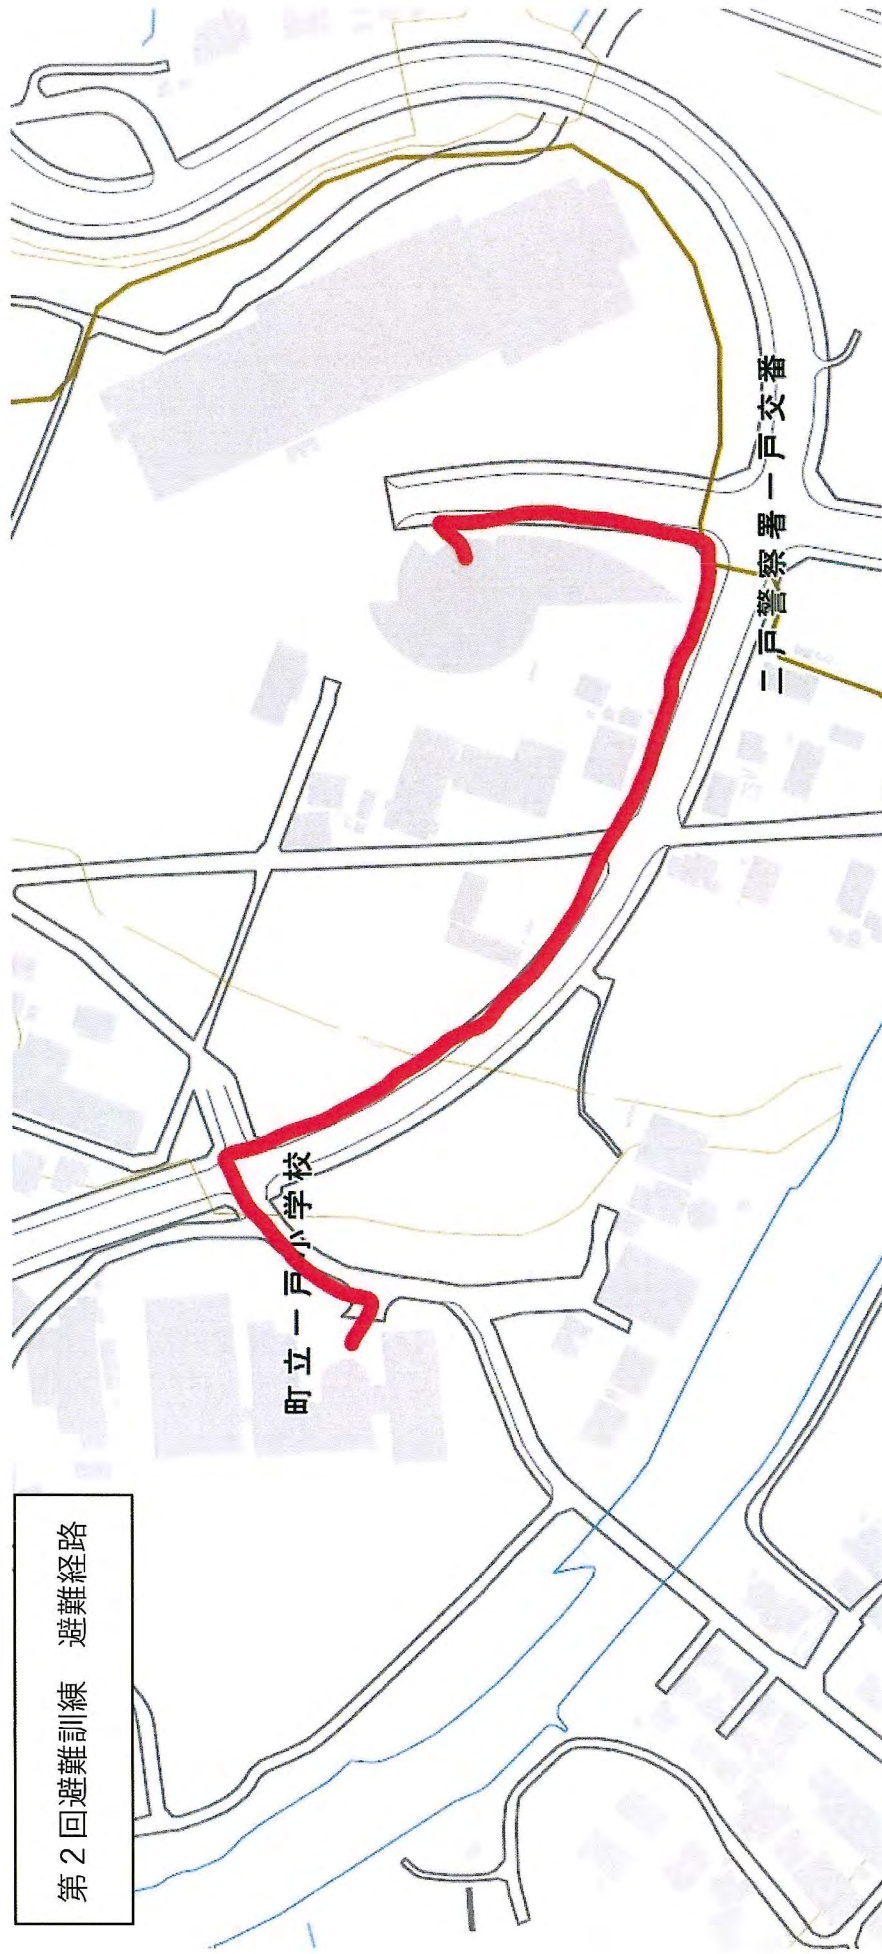 第２回避難訓練　避難経路
町立一戸小学校
二戸警察署一戸交番